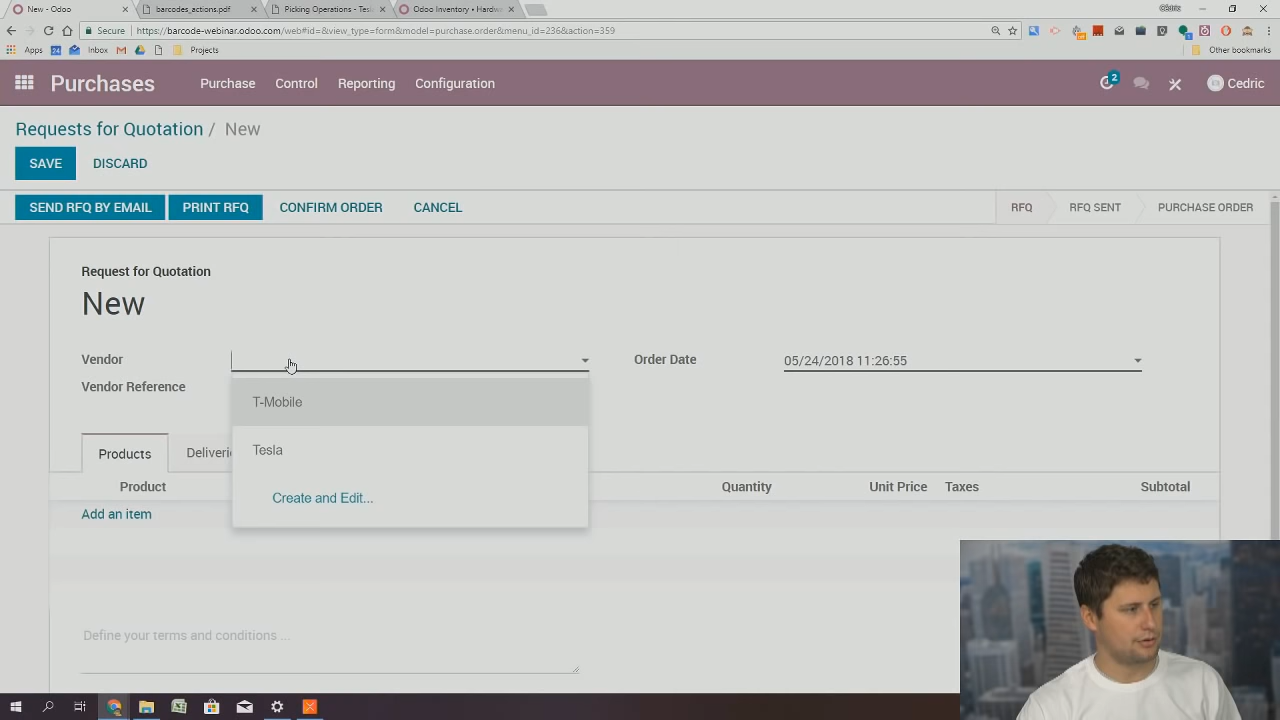 New - Odoo
barcodes_actions.pdf
Picking Operations - Tesl
Odoo Inventory • Hardw
Secure
https://barcode-webinar.odoo.com/web#id=&view_type=form&model=purchase.order&menu_id=236&action=359
Apps
Inbox
Projects
Other bookmarks
Purchases
Purchase
Control
Reporting
Configuration
2
Cedric
Requests for Quotation / New
SAVE
DISCARD
SEND RFQ BY EMAIL
PRINT RFQ
CONFIRM ORDER
CANCEL
RFQ
RFQ SENT
PURCHASE ORDER
Request for Quotation
New
Vendor
Order Date
05/24/2018 11:26:55
Vendor Reference
T-Mobile
Tesla
Create and Edit...
Products
Deliveri
Product
Quantity
Unit Price
Taxes
Subtotal
Add an item
Define your terms and conditions ...